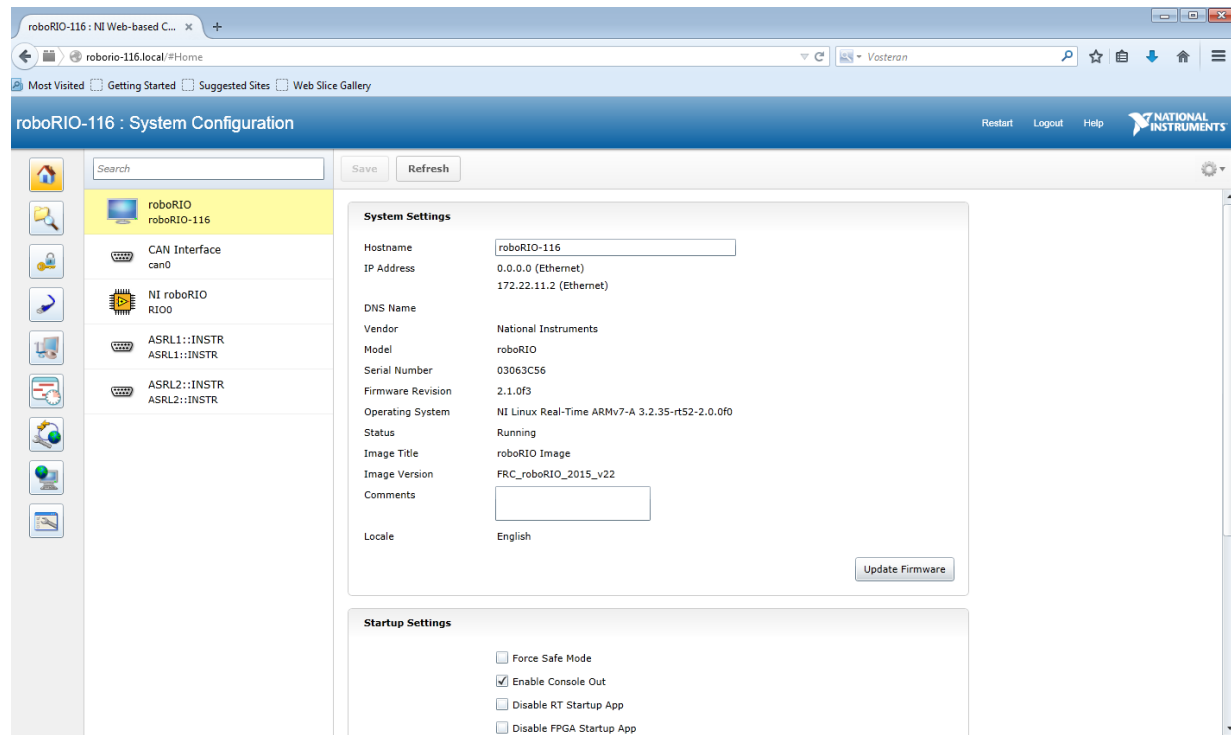 roboRIO-116 : NI Web-based C...
roborio-116.local/#Home
Vosteran
Most Visited Getting Started Suggested Sites Web Slice Gallery
roboRIO-116 : System Configuration
Restart Logout Help
NATIONAL
INSTRUMENTS
Search
Save Refresh
roboRIO
roboRIO-116
CAN Interface
can0
NI roboRIO
RIO0
ASRL1::INSTR
ASRL1::INSTR
ASRL2::INSTR
ASRL2::INSTR
System Settings
Hostname roboRIO-116
IP Address 0.0.0.0 (Ethernet)
172.22.11.2 (Ethernet)
DNS Name
Vendor National Instruments
Model roboRIO
Serial Number 03063C56
Firmware Revision 2.1.0f3
Operating System NI Linux Real-Time ARMv7-A 3.2.35-rt52-2.0.0f0
Status Running
Image Title roboRIO Image
Image Version FRC_roboRIO_2015_v22
Comments
Locale English
Update Firmware
Startup Settings
Force Safe Mode
Enable Console Out
Disable RT Startup App
Disable FPGA Startup App